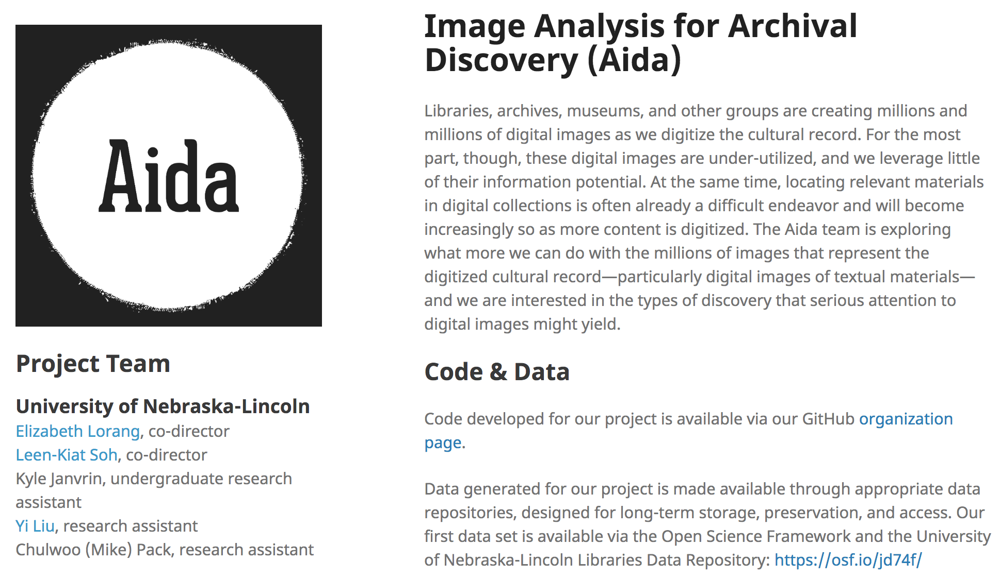 Aida
Project Team
University of Nebraska-Lincoln
Elizabeth Lorang, co-director
Leen-Kiat Soh, co-director
Kyle Janvrin, undergraduate research
assistant
Yi Liu, research assistant
Chulwoo (Mike) Pack, research assistant
Image Analysis for Archival
Discovery (Aida)
Libraries, archives, museums, and other groups are creating millions and
millions of digital images as we digitize the cultural record. For the most
part, though, these digital images are under-utilized, and we leverage little
of their information potential. At the same time, locating relevant materials
in digital collections is often already a difficult endeavor and will become
increasingly so as more content is digitized. The Aida team is exploring
what more we can do with the millions of images that represent the
digitized cultural record—particularly digital images of textual materials—
and we are interested in the types of discovery that serious attention to
digital images might yield.
Code & Data
Code developed for our project is available via our GitHub organization
page.
Data generated for our project is made available through appropriate data
repositories, designed for long-term storage, preservation, and access. Our
first data set is available via the Open Science Framework and the University
of Nebraska-Lincoln Libraries Data Repository: https://osf.io/jd74f/